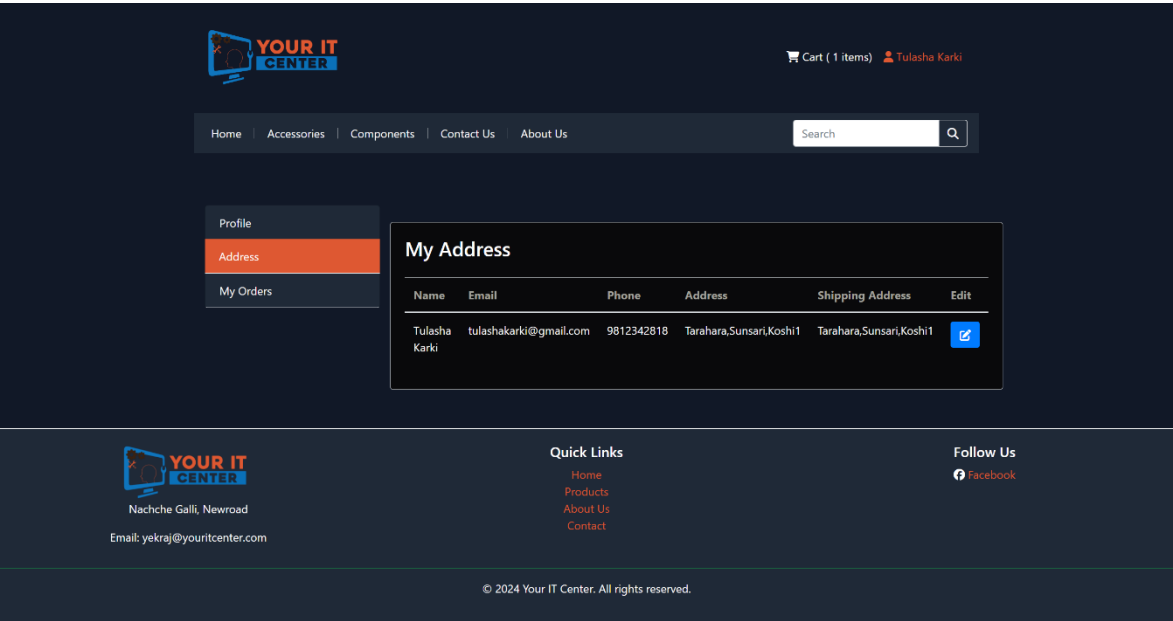 YOUR IT
CENTER
Cart ( 1 items) Tulasha Karki
Home | Accessories | Components | Contact Us | About Us
Search
Profile
Address
My Orders
My Address
Name Email Phone Address Shipping Address Edit
Tulasha tulashakarki@gmail.com 9812342818 Tarahara,Sunsari,Koshi1 Tarahara,Sunsari,Koshi1
Karki
YOUR IT
CENTER
Nachche Galli, Newroad
Email: yekraj@youritcenter.com
Quick Links
Home
Products
About Us
Contact
Follow Us
Facebook
© 2024 Your IT Center. All rights reserved.